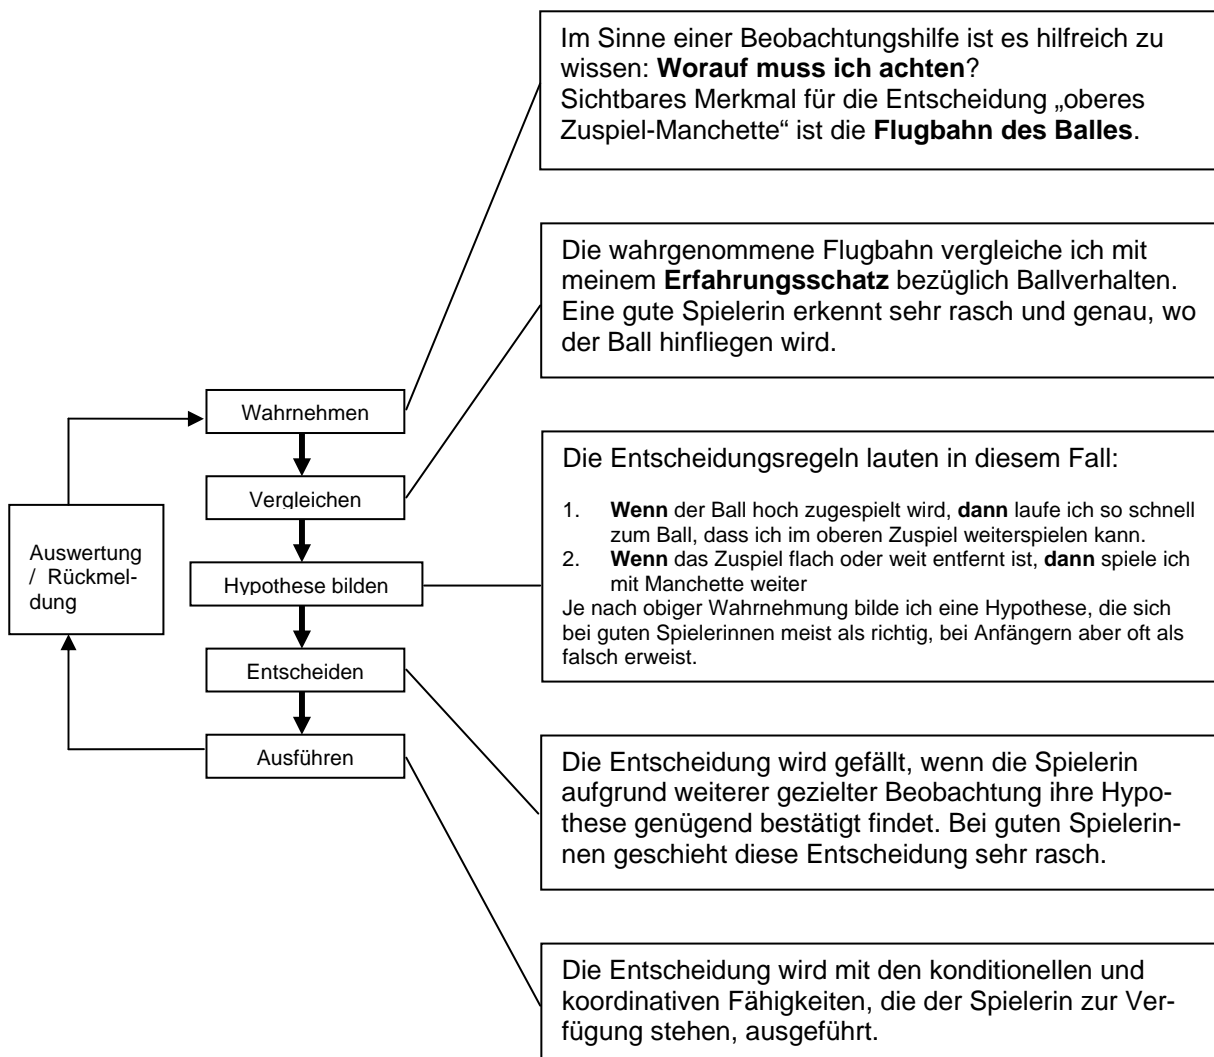 Im Sinne einer Beobachtungshilfe ist es hilfreich zu
wissen: Worauf muss ich achten?
Sichtbares Merkmal für die Entscheidung „oberes
Zuspiel-Manchette“ ist die Flugbahn des Balles.
Die wahrgenommene Flugbahn vergleiche ich mit
meinem Erfahrungsschatz bezüglich Ballverhalten.
Eine gute Spielerin erkennt sehr rasch und genau, wo
der Ball hinfliegen wird.
Wahrnehmen
Vergleichen
Hypothese bilden
Entscheiden
Ausführen
Auswertung
/ Rückmel-
dung
Die Entscheidungsregeln lauten in diesem Fall:
1. Wenn der Ball hoch zugespielt wird, dann laufe ich so schnell
zum Ball, dass ich im oberen Zuspiel weiterspielen kann.
2. Wenn das Zuspiel flach oder weit entfernt ist, dann spiele ich
mit Manchette weiter
Je nach obiger Wahrnehmung bilde ich eine Hypothese, die sich
bei guten Spielerinnen meist als richtig, bei Anfängern aber oft als
falsch erweist.
Die Entscheidung wird gefällt, wenn die Spielerin
aufgrund weiterer gezielter Beobachtung ihre Hypo-
these genügend bestätigt findet. Bei guten Spielerin-
nen geschieht diese Entscheidung sehr rasch.
Die Entscheidung wird mit den konditionellen und
koordinativen Fähigkeiten, die der Spielerin zur Ver-
fügung stehen, ausgeführt.